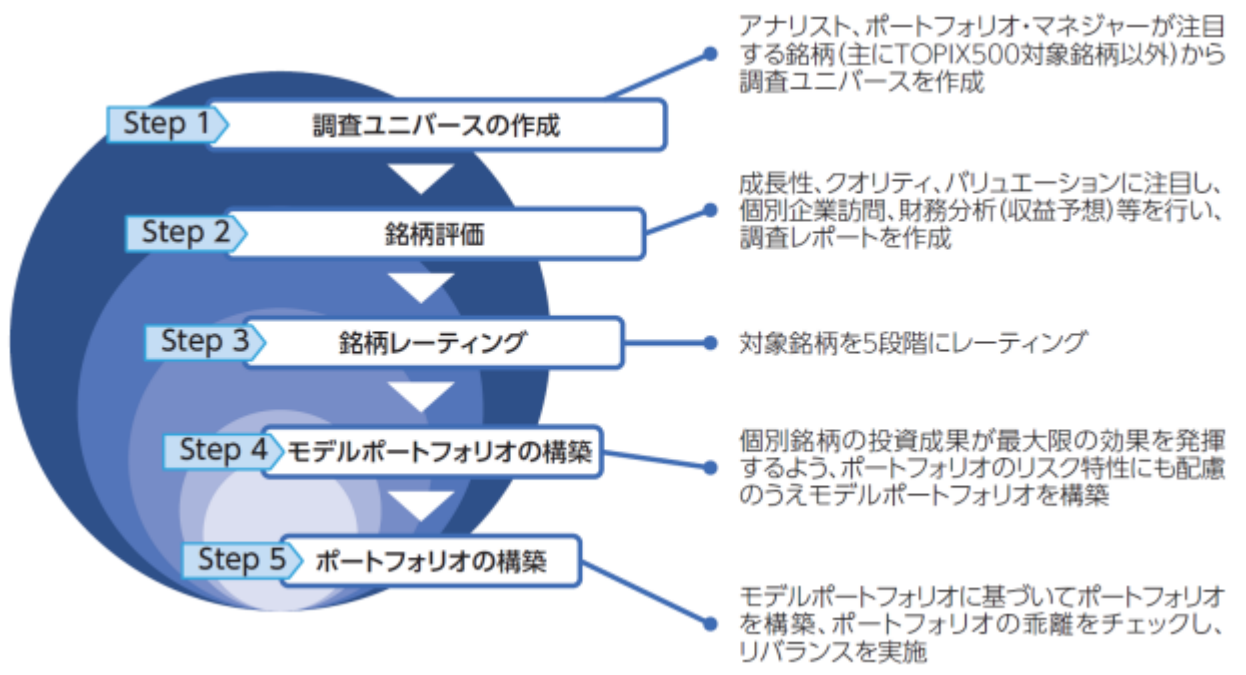 アナリスト、ポートフォリオ・マネジャーが注目
する銘柄(主にTOPIX500対象銘柄以外)から
調査ユニバースを作成
Step 1
調査ユニバースの作成
成長性、クオリティ、バリュエーションに注目し、
個別企業訪問、財務分析(収益予想)等を行い、
調査レポートを作成
Step 2
銘柄評価
Step 3
銘柄レーティング
対象銘柄を5段階にレーティング
Step 4
モデルポートフォリオの構築
個別銘柄の投資成果が最大限の効果を発揮
するよう、ポートフォリオのリスク特性にも配慮
のうえモデルポートフォリオを構築
Step 5
ポートフォリオの構築
モデルポートフォリオに基づいてポートフォリオ
を構築、ポートフォリオの乖離をチェックし、
リバランスを実施